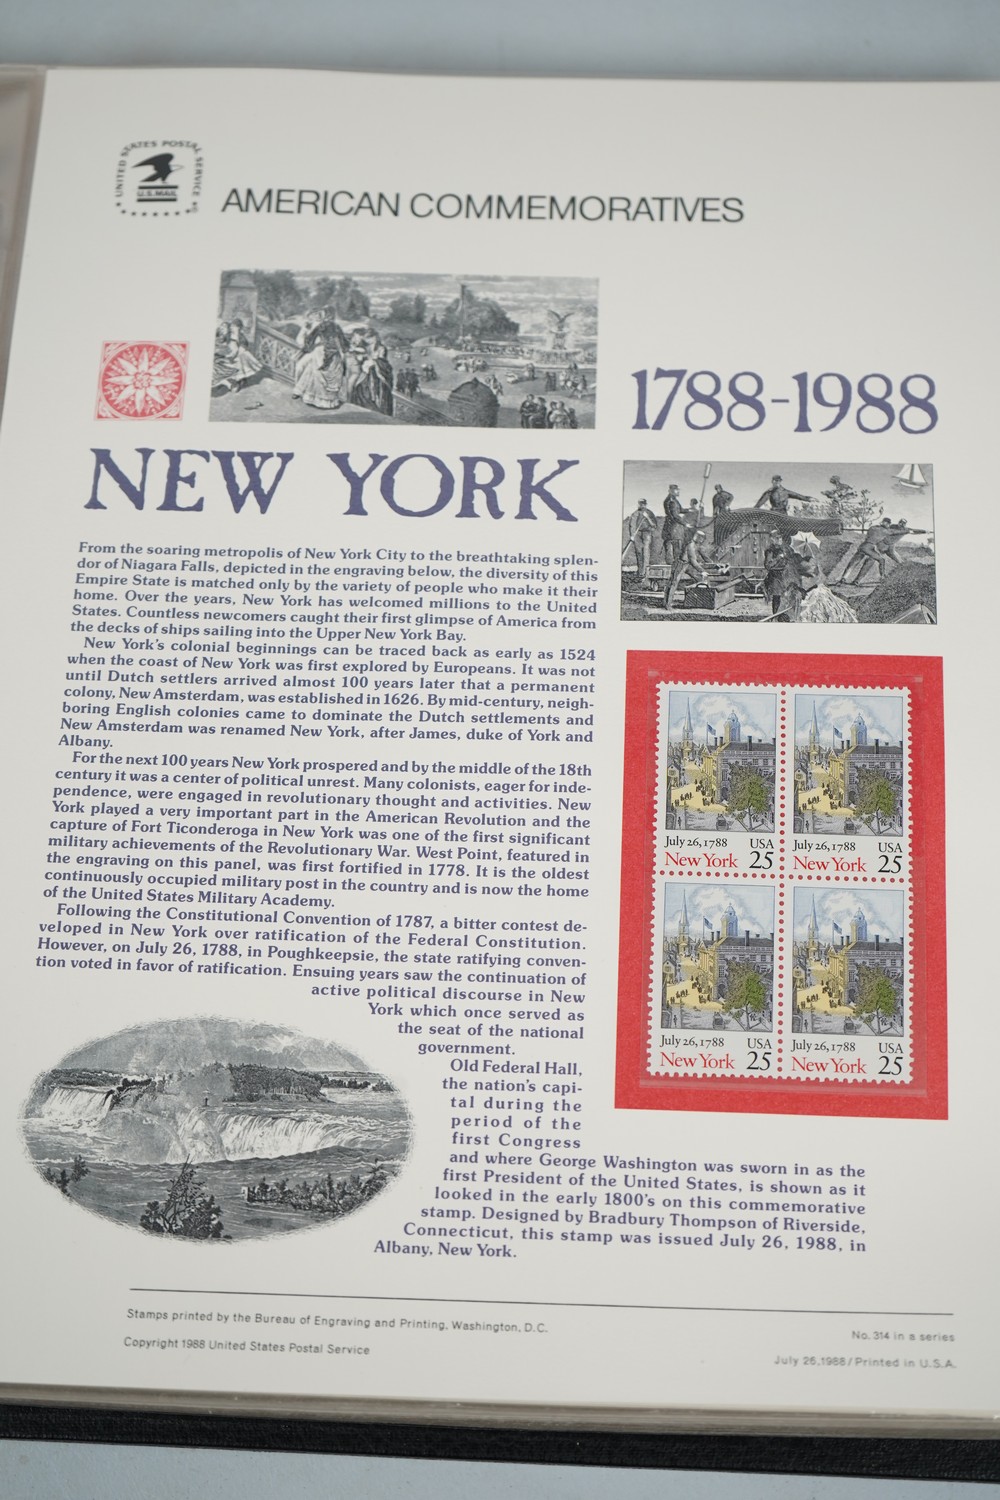 UNITED STATES POSTAL SERVICE
U.S.MAIL
AMERICAN COMMEMORATIVES
1788-1988
NEW YORK
From the soaring metropolis of New York City to the breathtaking splen-
dor of Niagara Falls, depicted in the engraving below, the diversity of this
Empire State is matched only by the variety of people who make it their
home. Over the years, New York has welcomed millions to the United
States. Countless newcomers caught their first glimpse of America from
the decks of ships sailing into the Upper New York Bay.
New York's colonial beginnings can be traced back as early as 1524
when the coast of New York was first explored by Europeans. It was not
until Dutch settlers arrived almost 100 years later that a permanent
colony, New Amsterdam, was established in 1626. By mid-century, neigh-
boring English colonies came to dominate the Dutch settlements and
New Amsterdam was renamed New York, after James, duke of York and
Albany.
For the next 100 years New York prospered and by the middle of the 18th
century it was a center of political unrest. Many colonists, eager for inde-
pendence, were engaged in revolutionary thought and activities. New
York played a very important part in the American Revolution and the
capture of Fort Ticonderoga in New York was one of the first significant
military achievements of the Revolutionary War. West Point, featured in
the engraving on this panel, was first fortified in 1778. It is the oldest
continuously occupied military post in the country and is now the home
of the United States Military Academy.
Following the Constitutional Convention of 1787, a bitter contest de-
veloped in New York over ratification of the Federal Constitution.
However, on July 26, 1788, in Poughkeepsie, the state ratifying conven-
tion voted in favor of ratification. Ensuing years saw the continuation of
active political discourse in New
York which once served as
the seat of the national
government.
Old Federal Hall,
the nation's capi-
tal during the
period of the
first Congress
and where George Washington was sworn in as the
first President of the United States, is shown as it
looked in the early 1800's on this commemorative
stamp. Designed by Bradbury Thompson of Riverside,
Connecticut, this stamp was issued July 26, 1988, in
Albany, New York.
July 26, 1788 USA
New York 25
July 26, 1788 USA
New York 25
July 26, 1788 USA
New York 25
July 26, 1788 USA
New York 25
Stamps printed by the Bureau of Engraving and Printing, Washington, D.C.
Copyright 1988 United States Postal Service
No. 314 in a series
July 26, 1988/Printed in U.S.A.